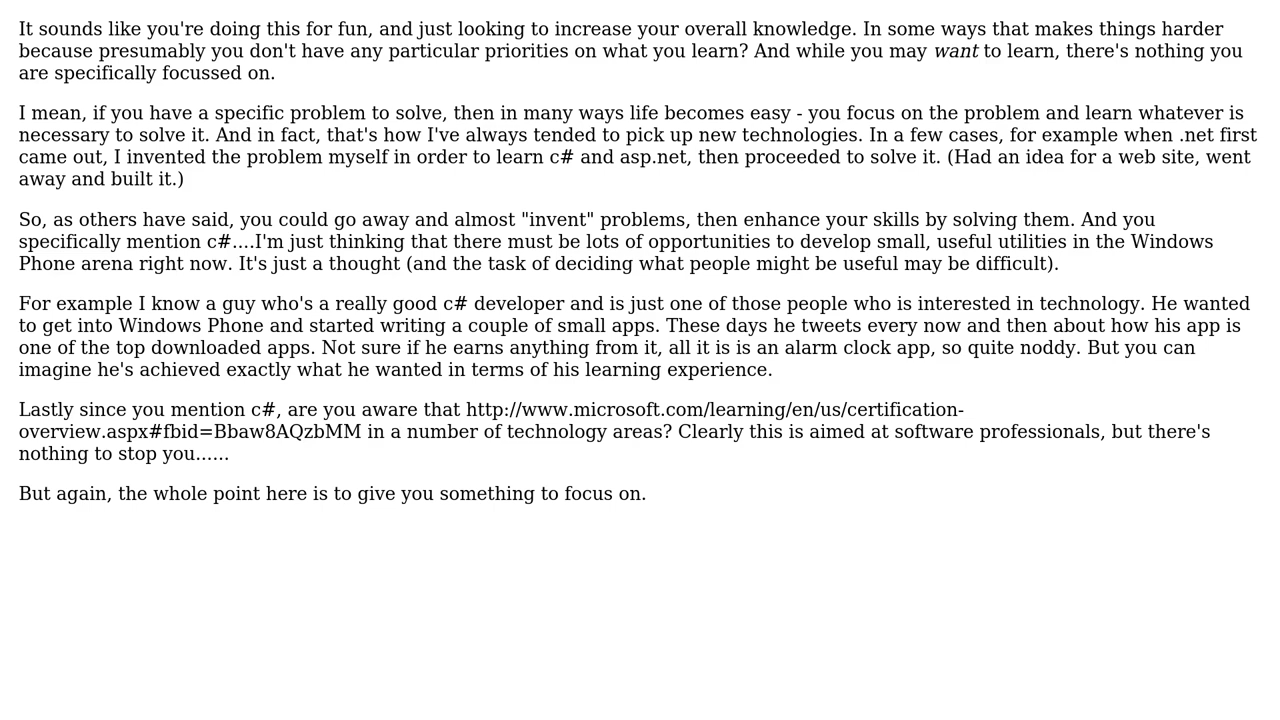 It sounds like you're doing this for fun, and just looking to increase your overall knowledge. In some ways that makes things harder
because presumably you don't have any particular priorities on what you learn? And while you may want to learn, there's nothing you
are specifically focussed on.
I mean, if you have a specific problem to solve, then in many ways life becomes easy - you focus on the problem and learn whatever is
necessary to solve it. And in fact, that's how I've always tended to pick up new technologies. In a few cases, for example when .net first
came out, I invented the problem myself in order to learn c# and asp.net, then proceeded to solve it. (Had an idea for a web site, went
away and built it.)
So, as others have said, you could go away and almost "invent" problems, then enhance your skills by solving them. And you
specifically mention c#....I'm just thinking that there must be lots of opportunities to develop small, useful utilities in the Windows
Phone arena right now. It's just a thought (and the task of deciding what people might be useful may be difficult).
For example I know a guy who's a really good c# developer and is just one of those people who is interested in technology. He wanted
to get into Windows Phone and started writing a couple of small apps. These days he tweets every now and then about how his app is
one of the top downloaded apps. Not sure if he earns anything from it, all it is is an alarm clock app, so quite noddy. But you can
imagine he's achieved exactly what he wanted in terms of his learning experience.
Lastly since you mention c#, are you aware that http://www.microsoft.com/learning/en/us/certification-
overview.aspx#fbid=Bbaw8AQzbMM in a number of technology areas? Clearly this is aimed at software professionals, but there's
nothing to stop you......
But again, the whole point here is to give you something to focus on.